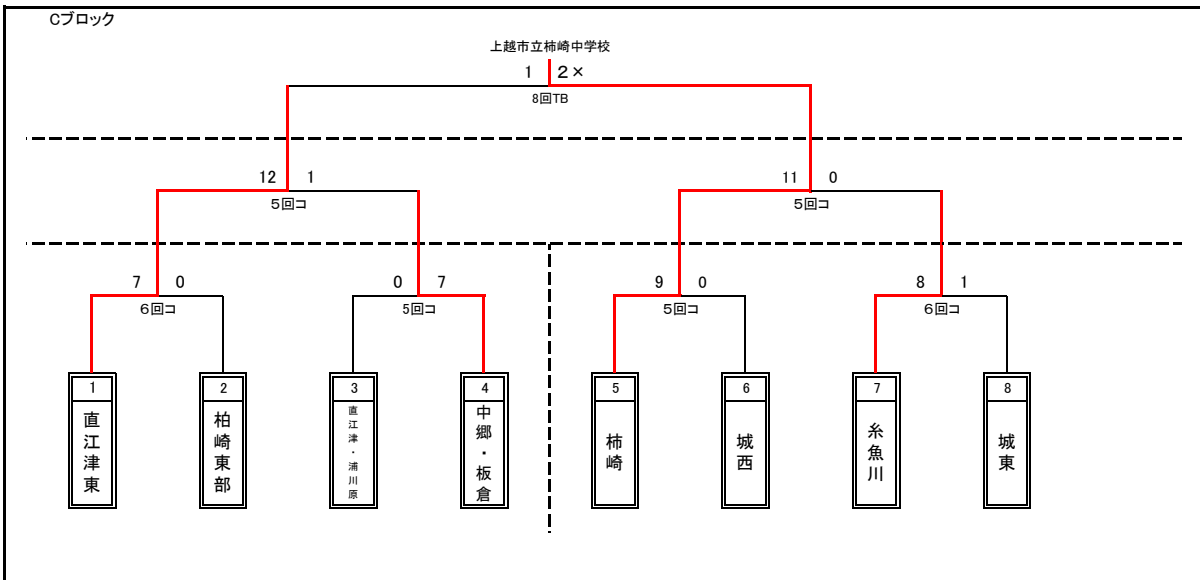 Cブロック
上越市立柿崎中学校
1 2×
8回TB
12 1
5回コ
11 0
5回コ
7 0
6回コ
0 7
5回コ
9 0
5回コ
8 1
6回コ
1
直江津東
2
柏崎東部
3
直江津・浦川原
4
中郷・板倉
5
柿崎
6
城西
7
糸魚川
8
城東